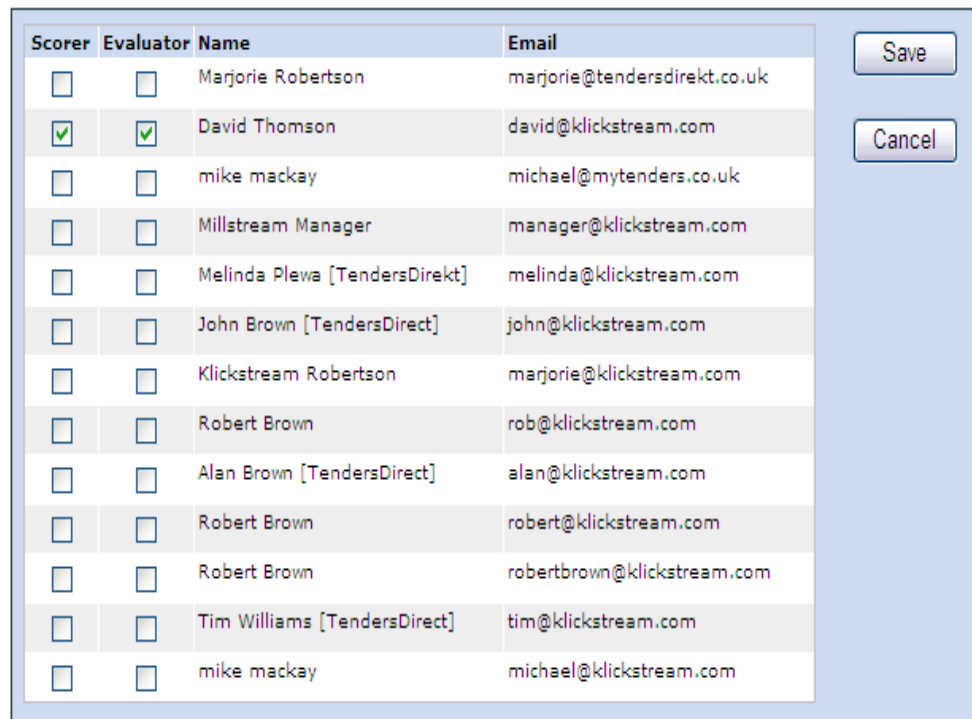 Scorer Evaluator Name Email
Marjorie Robertson marjorie@tendersdirekt.co.uk
David Thomson david@klickstream.com
mike mackay michael@mytenders.co.uk
Millstream Manager manager@klickstream.com
Melinda Plewa [TendersDirekt] melinda@klickstream.com
John Brown [TendersDirect] john@klickstream.com
Klickstream Robertson marjorie@klickstream.com
Robert Brown rob@klickstream.com
Alan Brown [TendersDirect] alan@klickstream.com
Robert Brown robert@klickstream.com
Robert Brown robertbrown@klickstream.com
Tim Williams [TendersDirect] tim@klickstream.com
mike mackay michael@klickstream.com
Save
Cancel